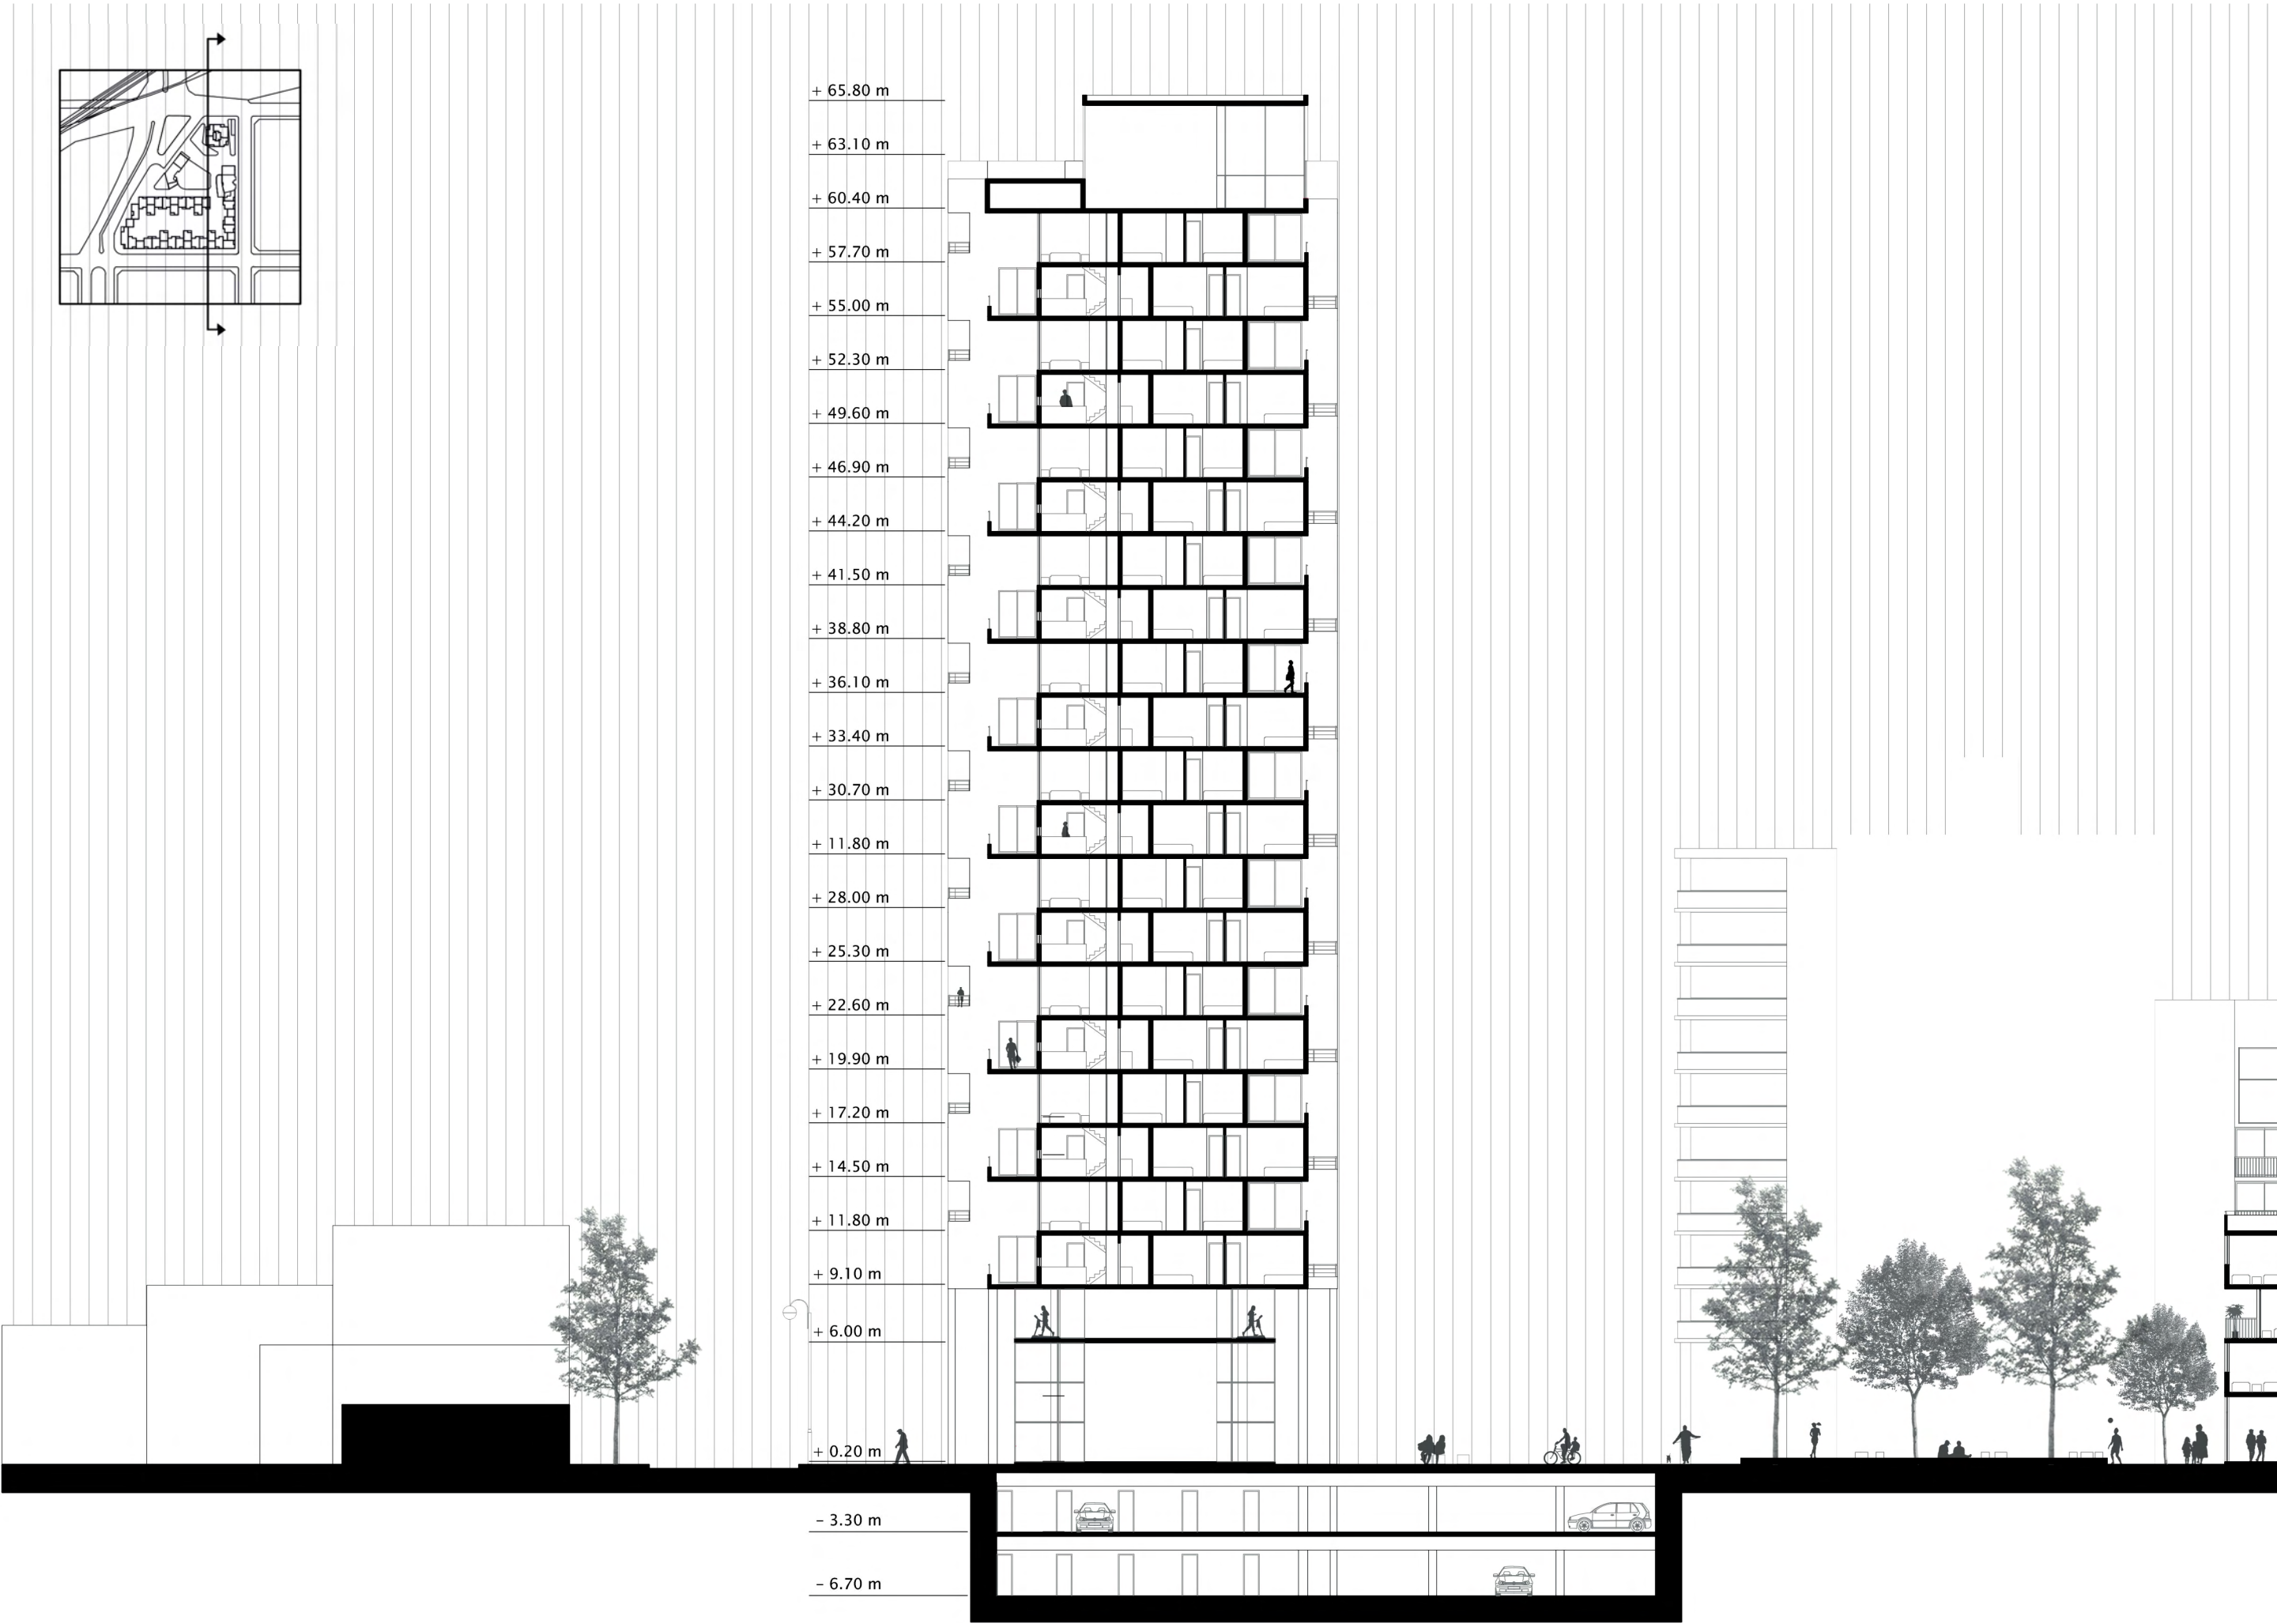 + 65.80 m
+ 63.10 m
+ 60.40 m
+ 57.70 m
+ 55.00 m
+ 52.30 m
+ 49.60 m
+ 46.90 m
+ 44.20 m
+ 41.50 m
+ 38.80 m
+ 36.10 m
+ 33.40 m
+ 30.70 m
+ 11.80 m
+ 28.00 m
+ 25.30 m
+ 22.60 m
+ 19.90 m
+ 17.20 m
+ 14.50 m
+ 11.80 m
+ 9.10 m
+ 6.00 m
+ 0.20 m
– 3.30 m
– 6.70 m